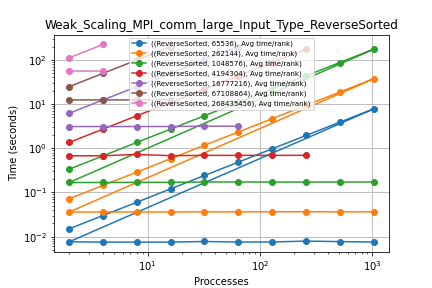 Weak_Scaling_MPI_comm_large_Input_Type_ReverseSorted
((ReverseSorted, 65536), Avg time/rank)
((ReverseSorted, 262144), Avg time/rank)
((ReverseSorted, 1048576), Avg time/rank)
((ReverseSorted, 4194304), Avg time/rank)
((ReverseSorted, 16777216), Avg time/rank)
((ReverseSorted, 67108864), Avg time/rank)
((ReverseSorted, 268435456), Avg time/rank)
Time (seconds)
10²
10¹
10⁰
10⁻¹
10⁻²
10¹
10²
10³
Proccesses